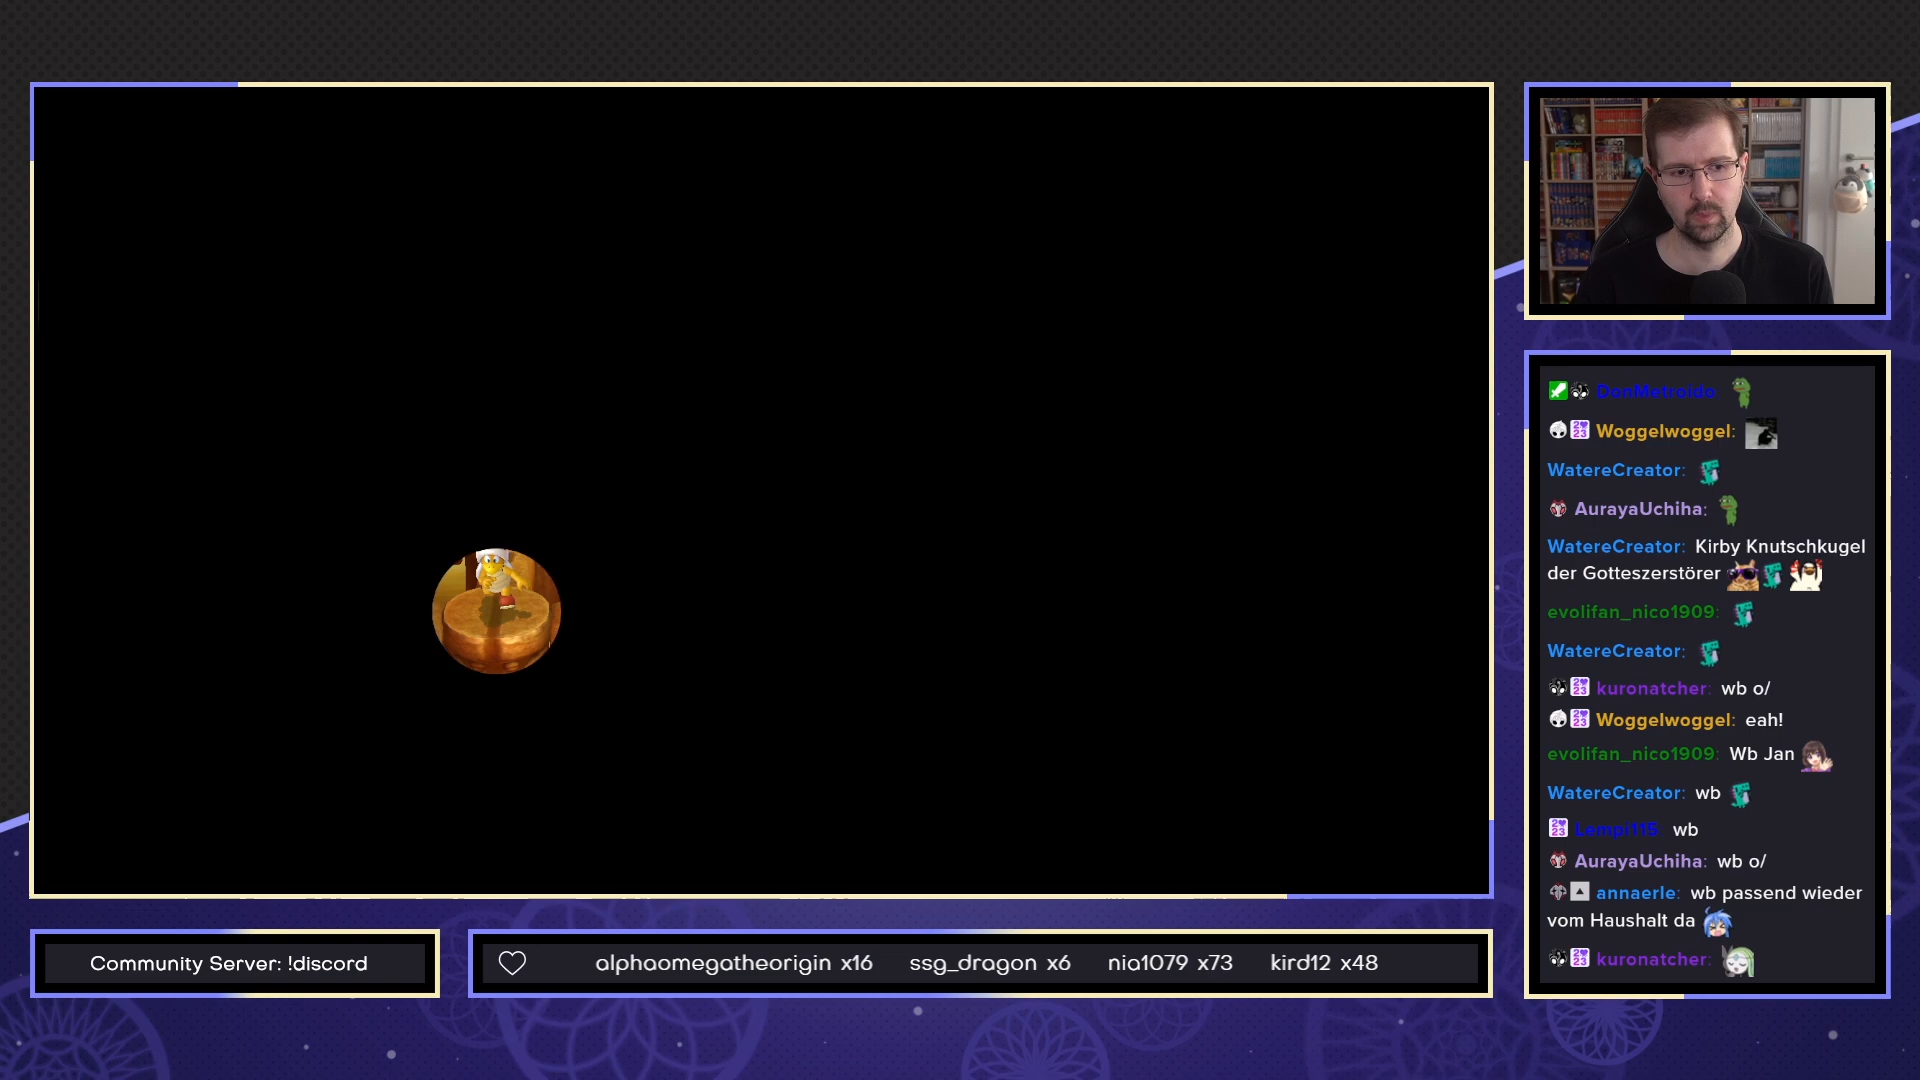 DonMetroido
Woggelwoggel:
WatereCreator:
AurayaUchiha:
WatereCreator: Kirby Knutschkugel
der Gotteszerstörer
evolifan_nico1909:
WatereCreator:
kuronatcher: wb o/
Woggelwoggel: eah!
evolifan_nico1909: Wb Jan
WatereCreator: wb
Lempi115 wb
AurayaUchiha: wb o/
annaerle: wb passend wieder
vom Haushalt da
kuronatcher:
Community Server: !discord
alphaomegatheorigin x16 ssg_dragon x6 nia1079 x73 kird12 x48